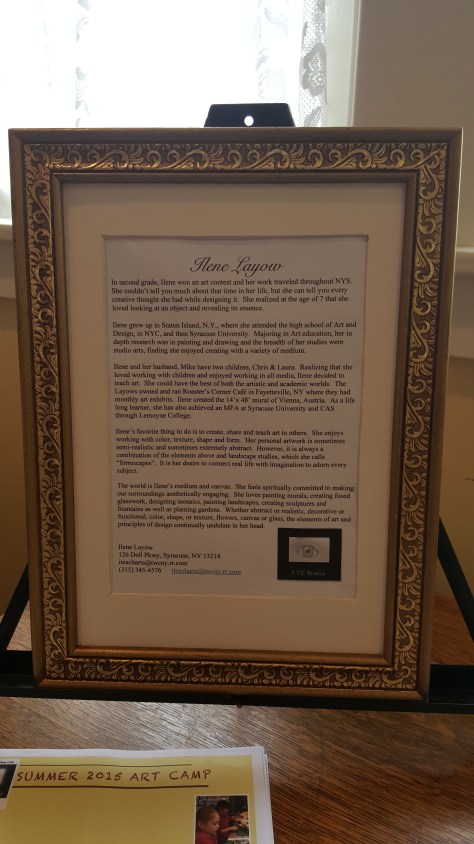 Ilene Layow
In second grade, Ilene won an art contest and her work traveled throughout NYS.
She couldn't tell you much about that time in her life, but she can tell you every
creative thought she had while designing it. She realized at the age of 7 that she
loved looking at an object and revealing its essence.
Ilene grew up in Staten Island, N.Y., where she attended the high school of Art and
Design, in NYC, and then Syracuse University. Majoring in Art education, her in
depth research was in painting and drawing and the breadth of her studies were
studio arts, finding she enjoyed creating with a variety of medium.
Ilene and her husband, Mike have two children, Chris & Laura. Realizing that she
loved working with children and enjoyed working in all media, Ilene decided to
teach art. She could have the best of both the artistic and academic worlds. The
Layows owned and ran Roaster's Corner Café in Fayetteville, NY where they had
monthly art exhibits. Ilene created the 14's 48' mural of Vienna, Austria. As a life
long learner, she has also achieved an MFA at Syracuse University and CAS
through Lemoyne College.
Ilene's favorite thing to do is to create, share and teach art to others. She enjoys
working with color, texture, shape and form. Her personal artwork is sometimes
semi-realistic and sometimes extremely abstract. However, it is always a
combination of the elements above and landscape studies, which she calls
"formscapes". It is her desire to connect real life with imagination to adorn every
subject.
The world is Ilene's medium and canvas. She feels spiritually committed to making
our surroundings aesthetically engaging. She loves painting murals, creating fused
glasswork, designing mosaics, painting landscapes, creating sculptures and
fountains as well as planting gardens. Whether abstract or realistic, decorative or
functional, color, shape, or texture, flowers, canvas or glass, the elements of art and
principles of design continually undulate in her head.
Ilene Layow
126 Dell Pkwy, Syracuse, NY 13214
iteacharts@twcny.rr.com
(315) 345-4576 iteacharts@twcny.rr.com
EYE Studio
SUMMER 2015 ART CAMP